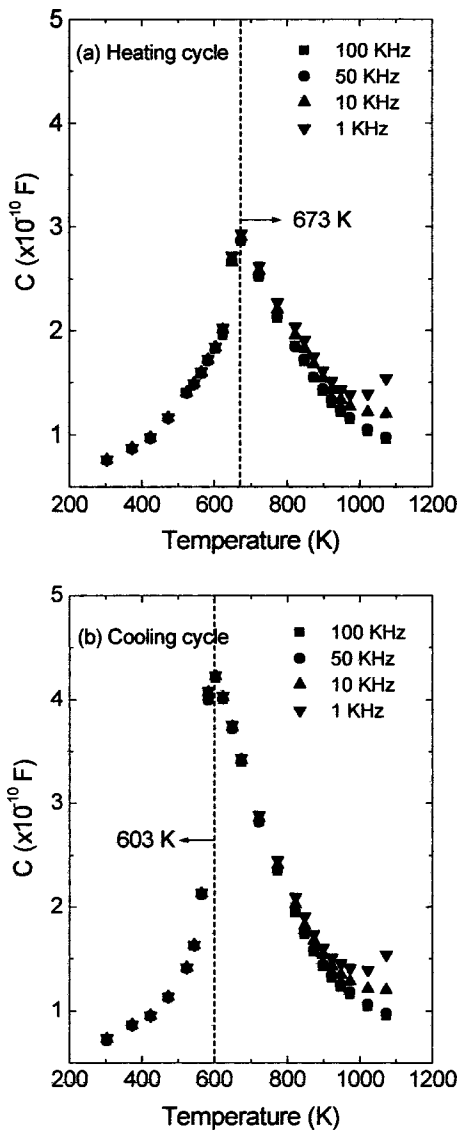 5
(a) Heating cycle
100 KHz
50 KHz
10 KHz
1 KHz
4
3
673 K
2
1
C (x10⁻¹⁰ F)
200 400 600 800 1000 1200
Temperature (K)
5
(b) Cooling cycle
100 KHz
50 KHz
10 KHz
1 KHz
4
3
603 K
2
1
C (x10⁻¹⁰ F)
200 400 600 800 1000 1200
Temperature (K)